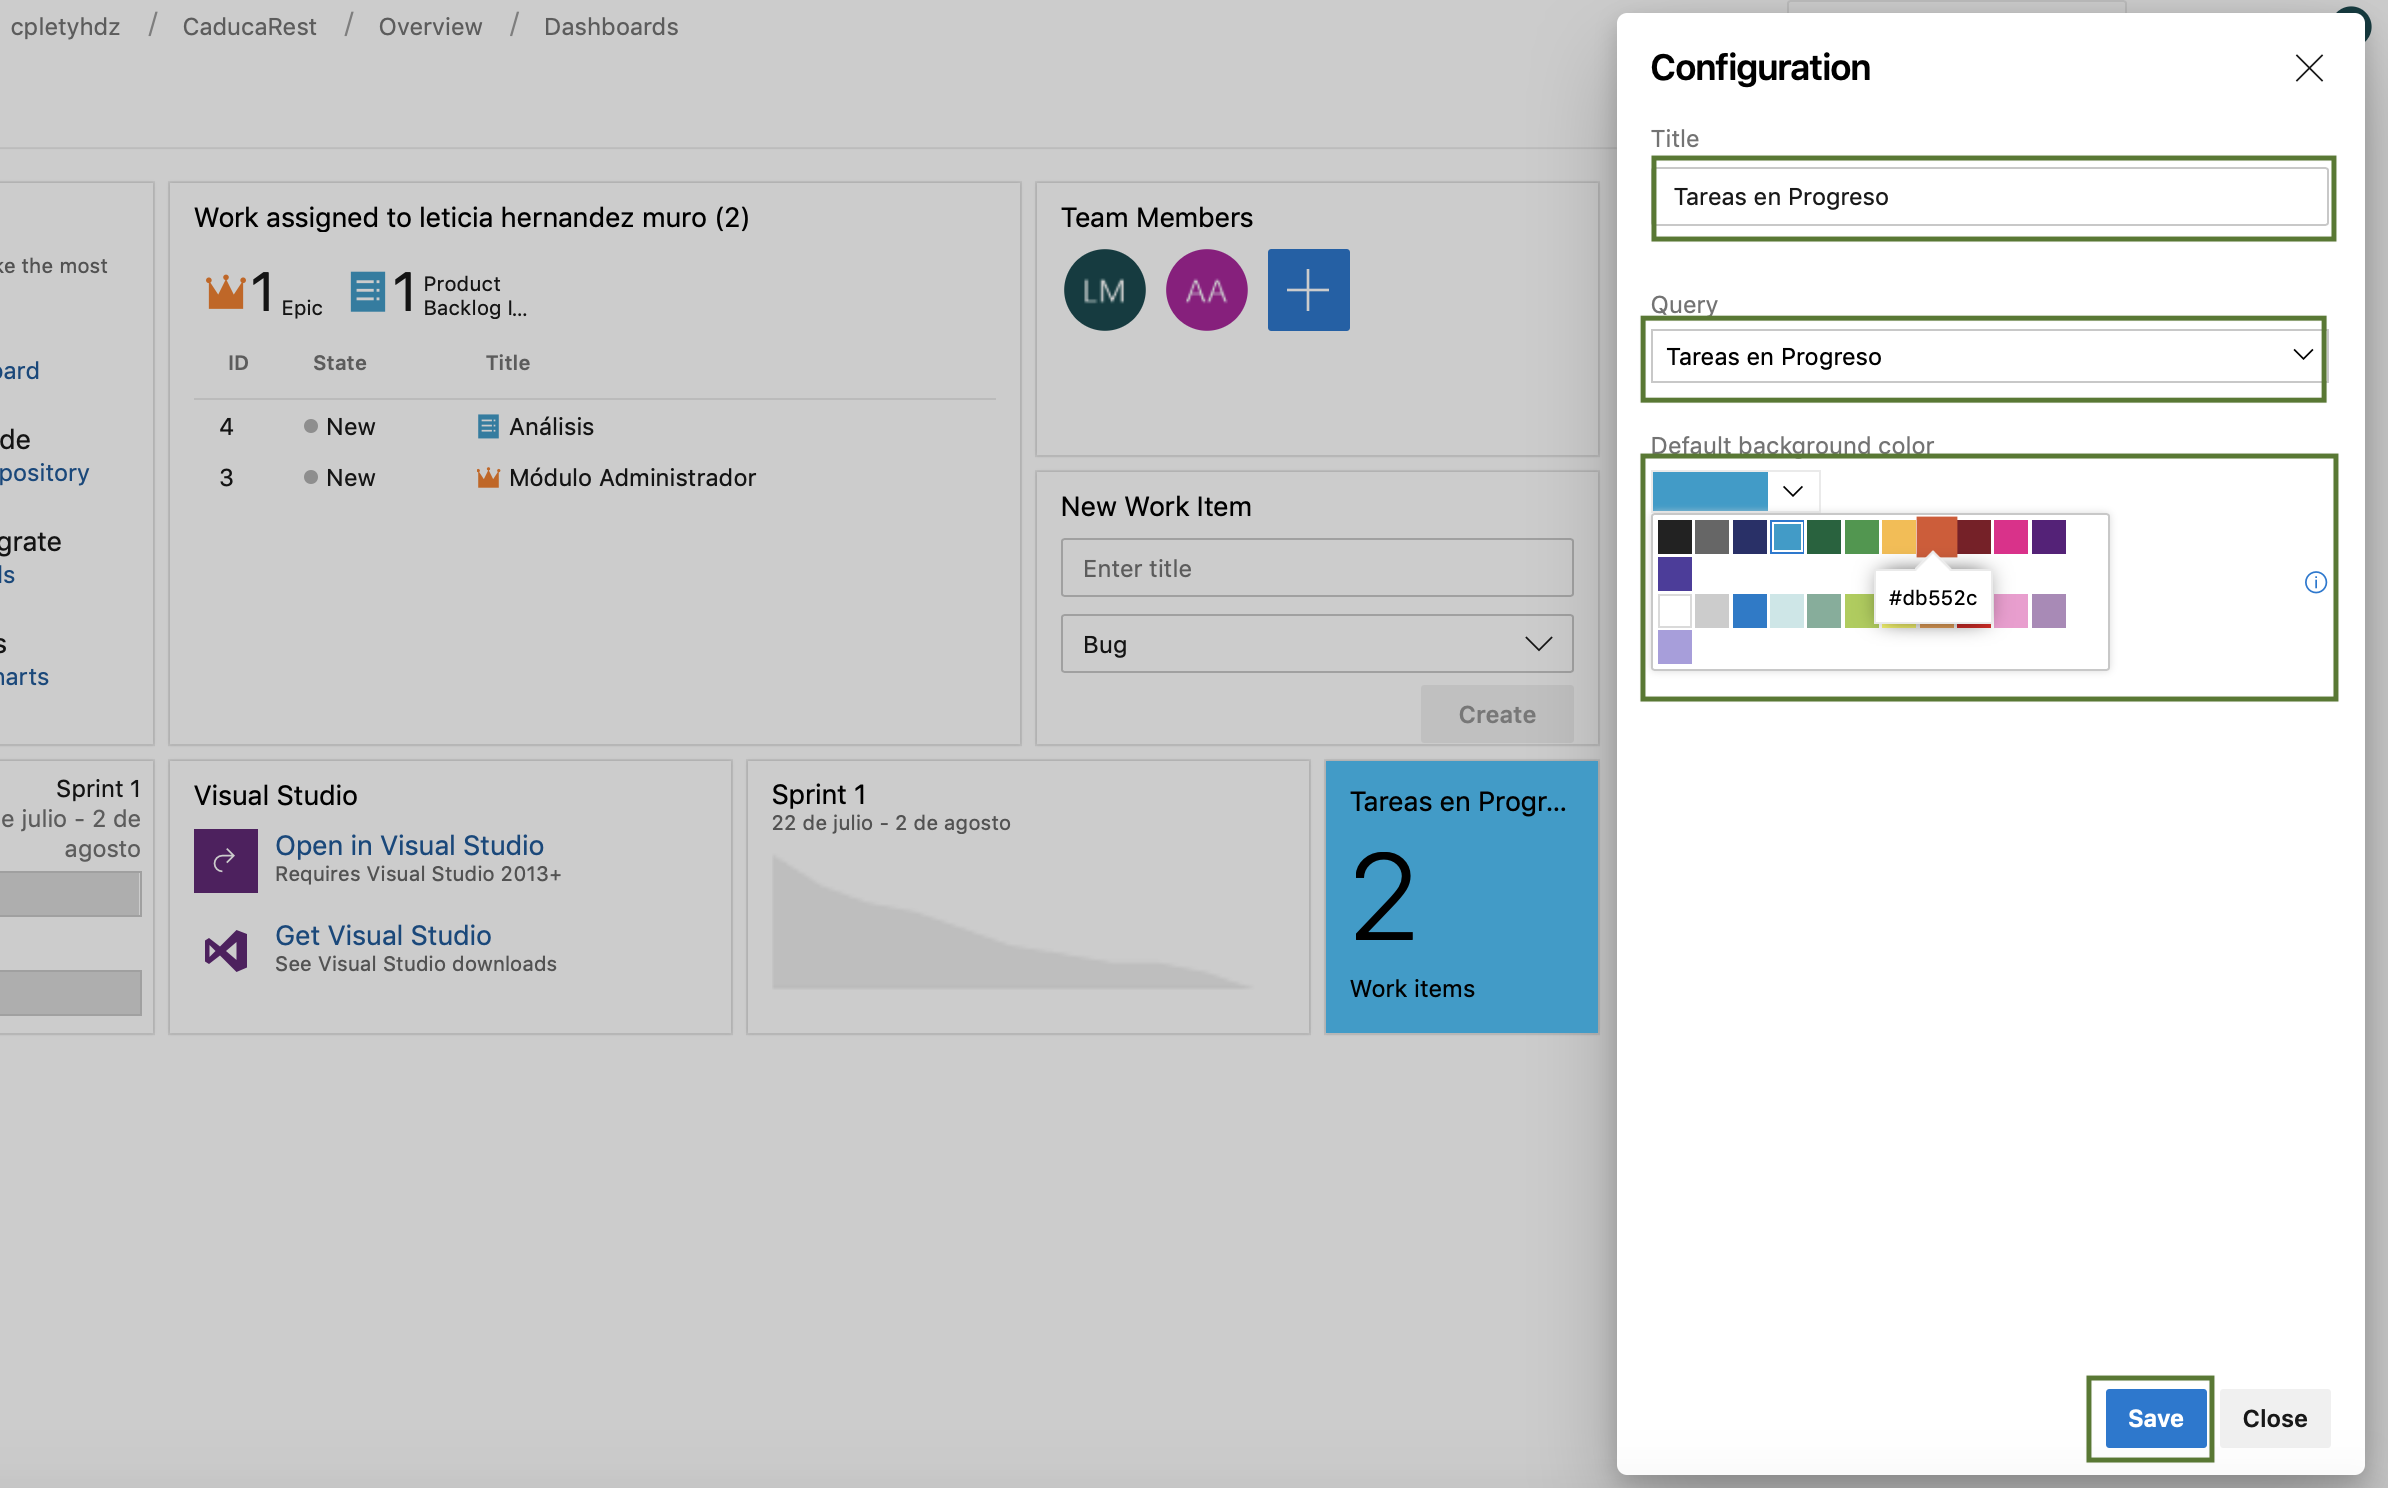 cpletyhdz / CaducaRest / Overview / Dashboards
ke the most
oard
de
pository
grate
ls
s
harts
Work assigned to leticia hernandez muro (2)
1 Epic
1 Product Backlog I...
ID State Title
4 New Análisis
3 New Módulo Administrador
Team Members
LM AA
New Work Item
Enter title
Bug
Create
Sprint 1
e julio - 2 de
agosto
Visual Studio
Open in Visual Studio
Requires Visual Studio 2013+
Get Visual Studio
See Visual Studio downloads
Sprint 1
22 de julio - 2 de agosto
Tareas en Progr...
2
Work items
Configuration
Title
Tareas en Progreso
Query
Tareas en Progreso
Default background color
#db552c
Save
Close